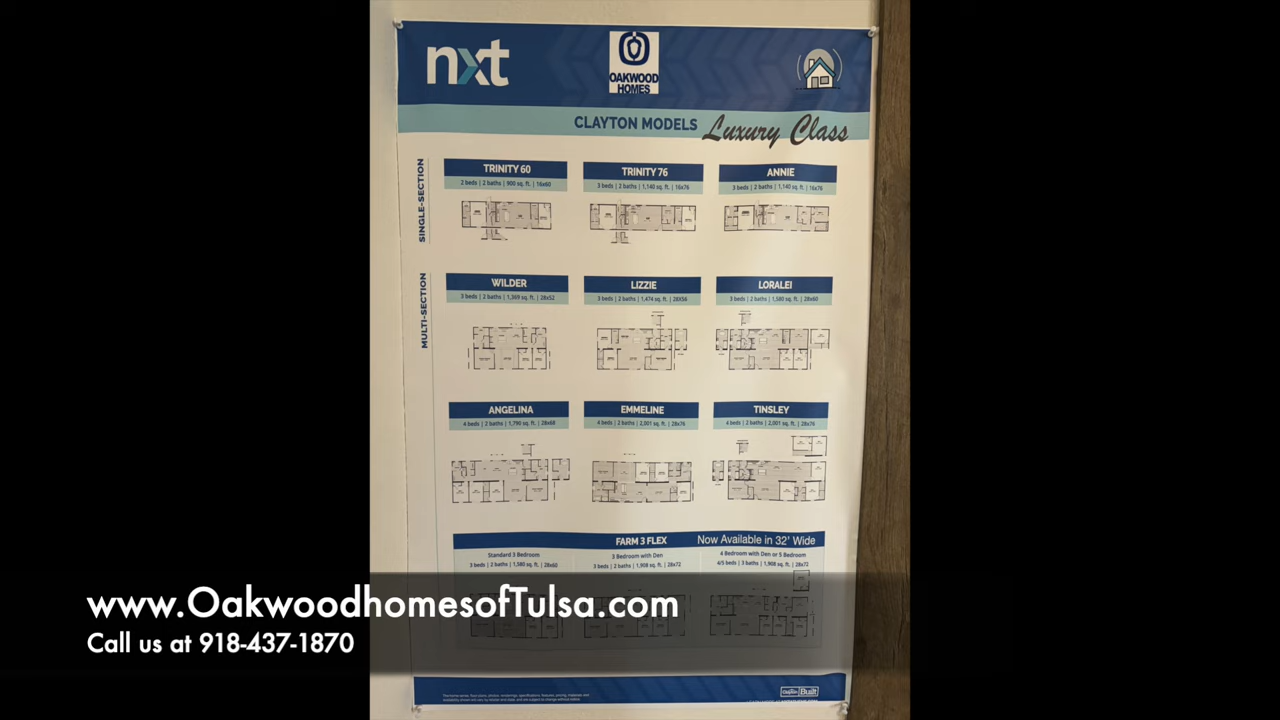 nxt
OAKWOOD
HOMES
CLAYTON MODELS Luxury Class
SINGLE-SECTION
TRINITY 60
2 beds | 2 baths | 900 sq. ft. | 16x60
TRINITY 76
3 beds | 2 baths | 1,140 sq. ft. | 16x76
ANNIE
3 beds | 2 baths | 1,140 sq. ft. | 16x76
MULTI-SECTION
WILDER
3 beds | 2 baths | 1,369 sq. ft. | 28x52
LIZZIE
3 beds | 2 baths | 1,474 sq. ft. | 28X56
LORALEI
3 beds | 2 baths | 1,580 sq. ft. | 28x60
ANGELINA
4 beds | 2 baths | 1,790 sq. ft. | 28x68
EMMELINE
4 beds | 2 baths | 2,001 sq. ft. | 28x76
TINSLEY
4 beds | 2 baths | 2,001 sq. ft. | 28x76
FARM 3 FLEX Now Available in 32' Wide
Standard 3 Bedroom
3 beds | 2 baths | 1,580 sq. ft. | 28x60
3 Bedroom with Den
3 beds | 2 baths | 1,908 sq. ft. | 28x72
4 Bedroom with Den or 5 Bedroom
4/5 beds | 3 baths | 1,908 sq. ft. | 28x72
www.OakwoodhomesofTulsa.com
Call us at 918-437-1870
Clayton Built